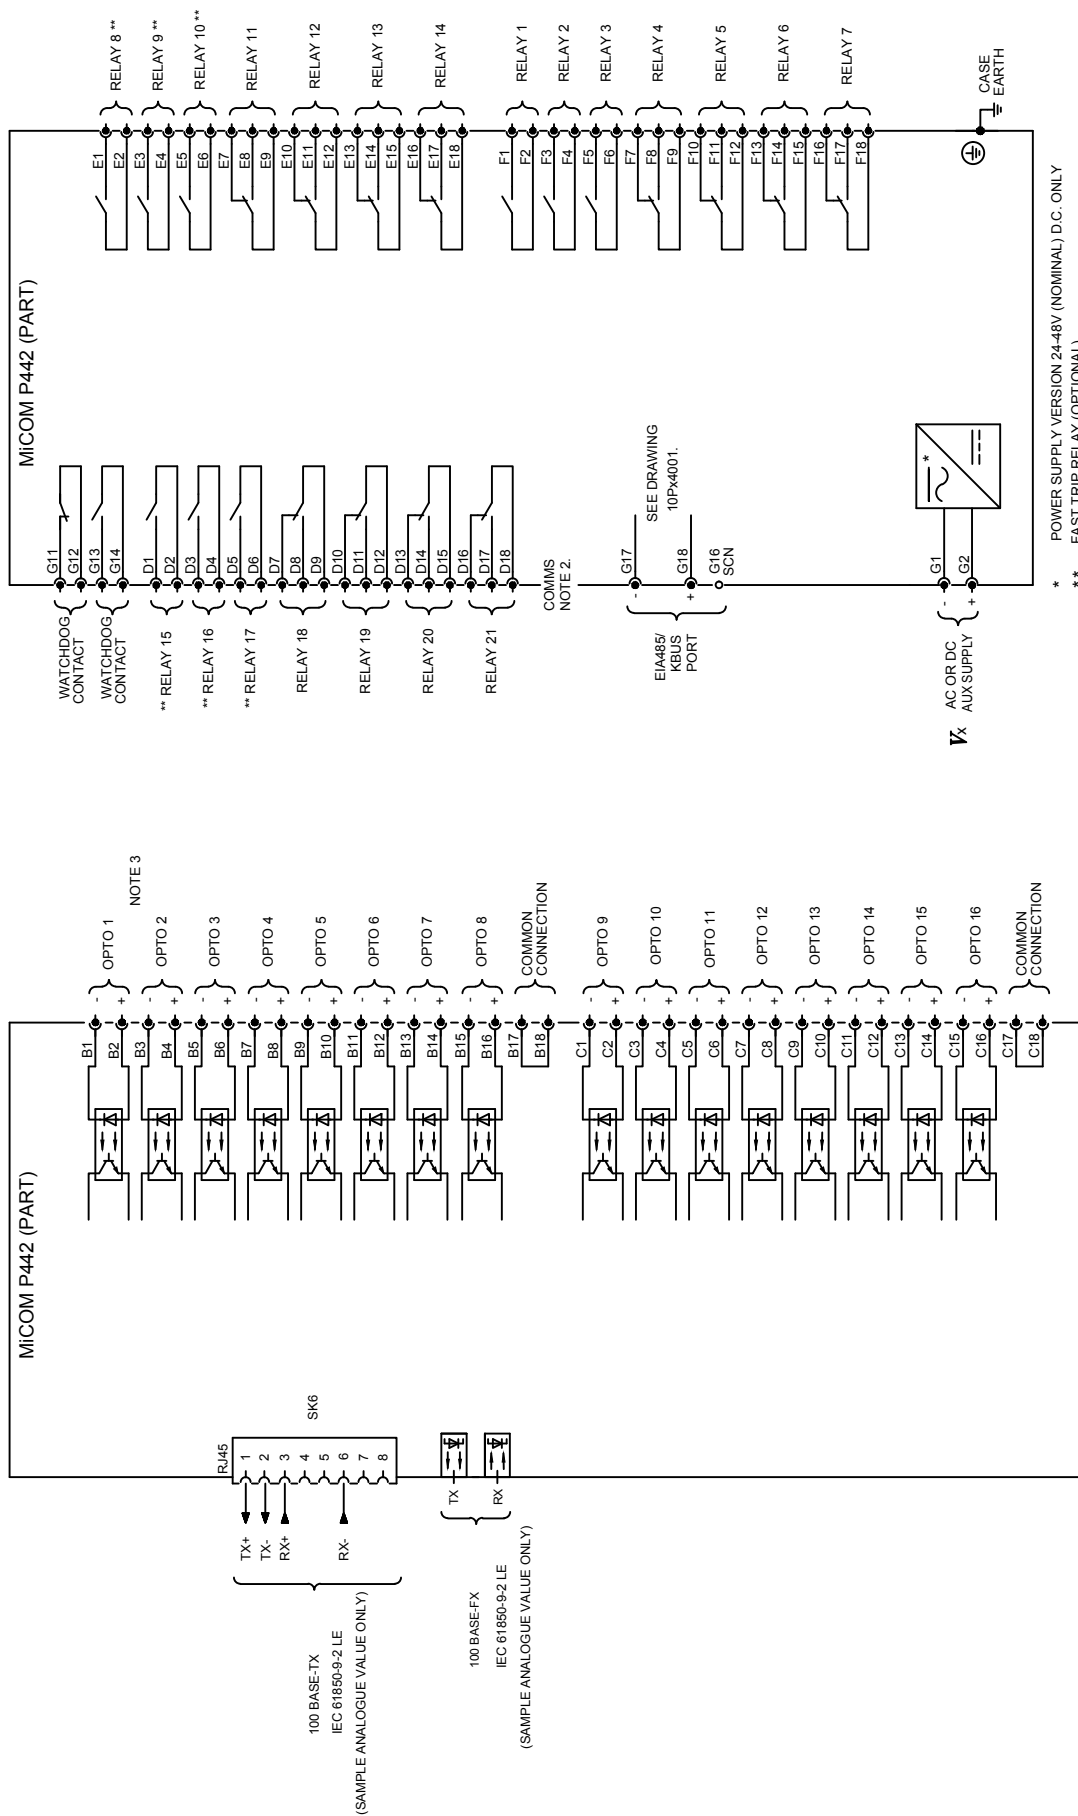 MiCOM P442 (PART)
RJ45
SK6
1
2
3
4
5
6
7
8
TX+
TX-
RX+
RX-
100 BASE-TX
IEC 61850-9-2 LE
(SAMPLE ANALOGUE VALUE ONLY)
TX
RX
100 BASE-FX
IEC 61850-9-2 LE
(SAMPLE ANALOGUE VALUE ONLY)
B1
-
B2
+
OPTO 1
NOTE 3
B3
-
B4
+
OPTO 2
B5
-
B6
+
OPTO 3
B7
-
B8
+
OPTO 4
B9
-
B10
+
OPTO 5
B11
-
B12
+
OPTO 6
B13
-
B14
+
OPTO 7
B15
-
B16
+
OPTO 8
B17
B18
COMMON
CONNECTION
C1
-
C2
+
OPTO 9
C3
-
C4
+
OPTO 10
C5
-
C6
+
OPTO 11
C7
-
C8
+
OPTO 12
C9
-
C10
+
OPTO 13
C11
-
C12
+
OPTO 14
C13
-
C14
+
OPTO 15
C15
-
C16
+
OPTO 16
C17
C18
COMMON
CONNECTION
MiCOM P442 (PART)
WATCHDOG
CONTACT
G11
G12
WATCHDOG
CONTACT
G13
G14
** RELAY 15
D1
D2
** RELAY 16
D3
D4
** RELAY 17
D5
D6
RELAY 18
D7
D8
D9
RELAY 19
D10
D11
D12
RELAY 20
D13
D14
D15
RELAY 21
D16
D17
D18
COMMS
NOTE 2.
EIA485/
KBUS
PORT
-
G17
+
G18
G16
SCN
SEE DRAWING
10Px4001.
Vx
AC OR DC
AUX SUPPLY
-
G1
+
G2
*
E1
E2
RELAY 8 **
E3
E4
RELAY 9 **
E5
E6
RELAY 10 **
E7
E8
E9
RELAY 11
E10
E11
E12
RELAY 12
E13
E14
E15
RELAY 13
E16
E17
E18
RELAY 14
F1
F2
RELAY 1
F3
F4
RELAY 2
F5
F6
RELAY 3
F7
F8
F9
RELAY 4
F10
F11
F12
RELAY 5
F13
F14
F15
RELAY 6
F16
F17
F18
RELAY 7
CASE
EARTH
* POWER SUPPLY VERSION 24-48V (NOMINAL) D.C. ONLY
** FAST TRIP RELAY (OPTIONAL)